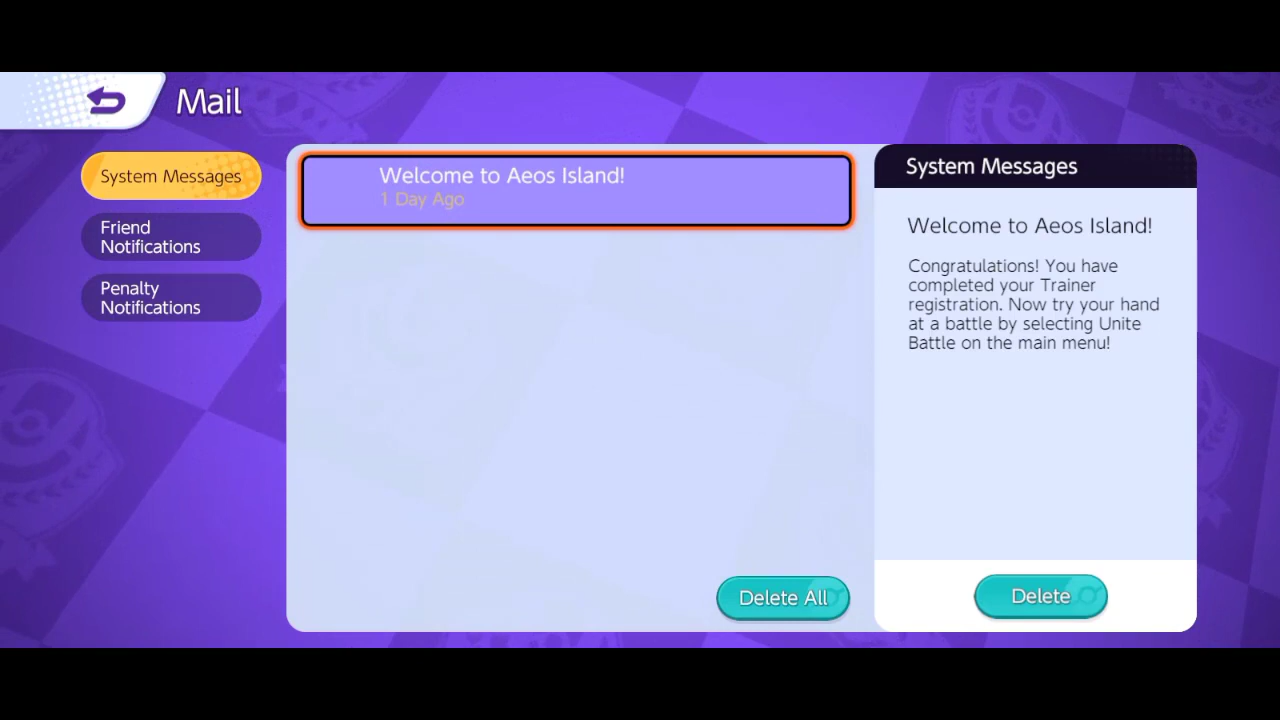 Mail
System Messages
Friend
Notifications
Penalty
Notifications
Welcome to Aeos Island!
1 Day Ago
Delete All
System Messages
Welcome to Aeos Island!
Congratulations! You have
completed your Trainer
registration. Now try your hand
at a battle by selecting Unite
Battle on the main menu!
Delete